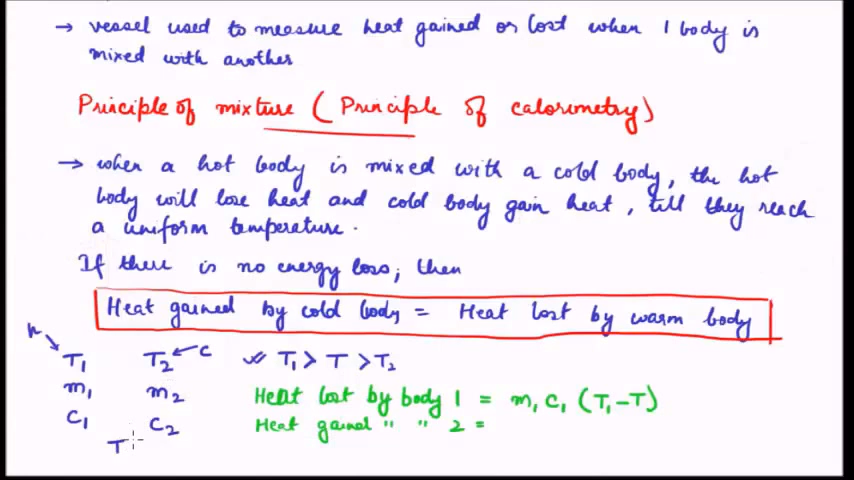 → vessel used to measure heat gained or lost when 1 body is
mixed with another
Principle of mixture (Principle of calorimetry)
→ when a hot body is mixed with a cold body, the hot
body will lose heat and cold body gain heat, till they reach
a uniform temperature.
If there is no energy loss, then
Heat gained by cold body = Heat lost by warm body
h
T₁ T₂ ← c ✓ T₁ > T > T₂
m₁ m₂ Heat lost by body 1 = m₁ c₁ (T₁-T)
c₁ c₂ Heat gained " " 2 =
T